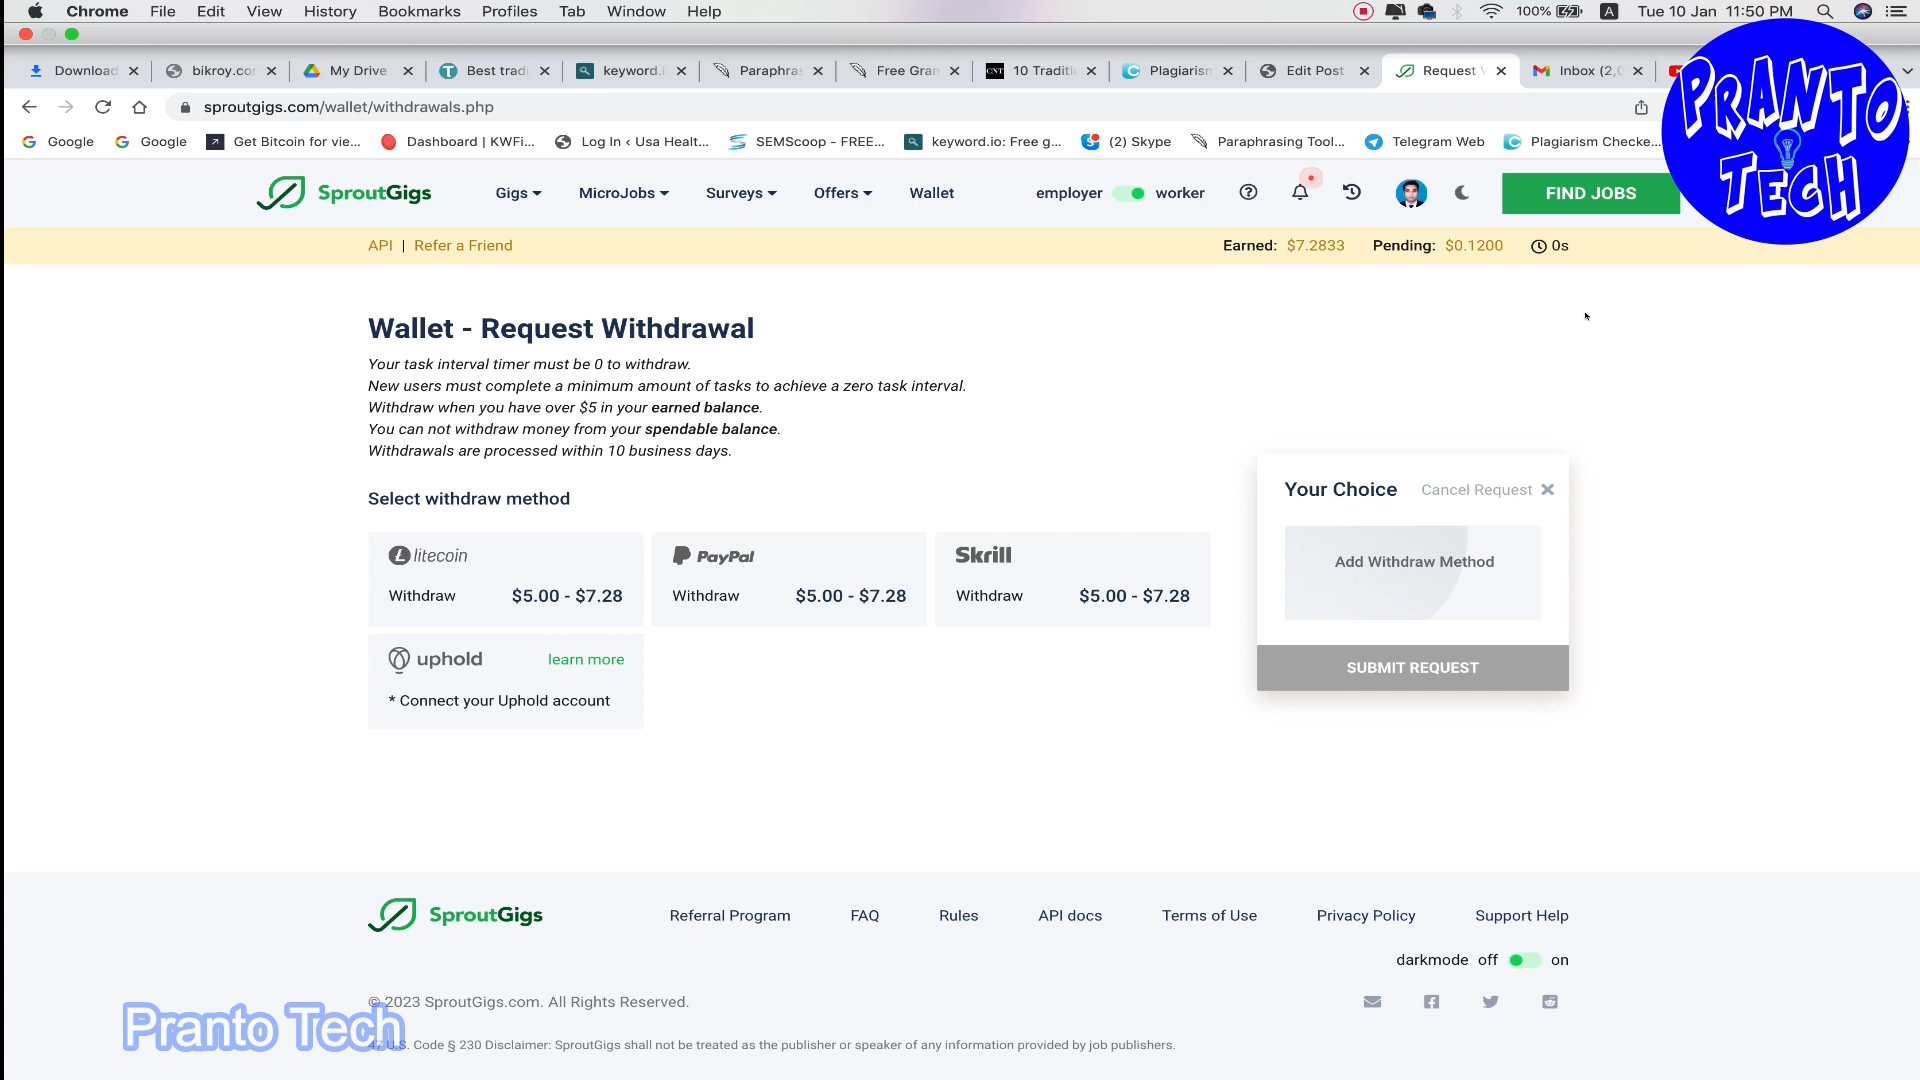 Chrome File Edit View History Bookmarks Profiles Tab Window Help 100% A Tue 10 Jan 11:50 PM
Download bikroy.co My Drive Best trad keyword. Paraphra Free Gra CNT 10 Traditi Plagiaris Edit Post Request Inbox (2,
sproutgigs.com/wallet/withdrawals.php
Google Google Get Bitcoin for vie... Dashboard | KWFi... Log In ‹ Usa Healt... SEMScoop - FREE... keyword.io: Free g... (2) Skype Paraphrasing Tool... Telegram Web Plagiarism Checke...
PRANTO
TECH
SproutGigs Gigs MicroJobs Surveys Offers Wallet employer worker FIND JOBS
API | Refer a Friend Earned: $7.2833 Pending: $0.1200 0s
Wallet - Request Withdrawal
Your task interval timer must be 0 to withdraw.
New users must complete a minimum amount of tasks to achieve a zero task interval.
Withdraw when you have over $5 in your earned balance.
You can not withdraw money from your spendable balance.
Withdrawals are processed within 10 business days.
Select withdraw method
litecoin
Withdraw $5.00 - $7.28
PayPal
Withdraw $5.00 - $7.28
Skrill
Withdraw $5.00 - $7.28
uphold learn more
* Connect your Uphold account
Your Choice Cancel Request
Add Withdraw Method
SUBMIT REQUEST
SproutGigs Referral Program FAQ Rules API docs Terms of Use Privacy Policy Support Help
darkmode off on
© 2023 SproutGigs.com. All Rights Reserved.
Pranto Tech
47 U.S. Code § 230 Disclaimer: SproutGigs shall not be treated as the publisher or speaker of any information provided by job publishers.